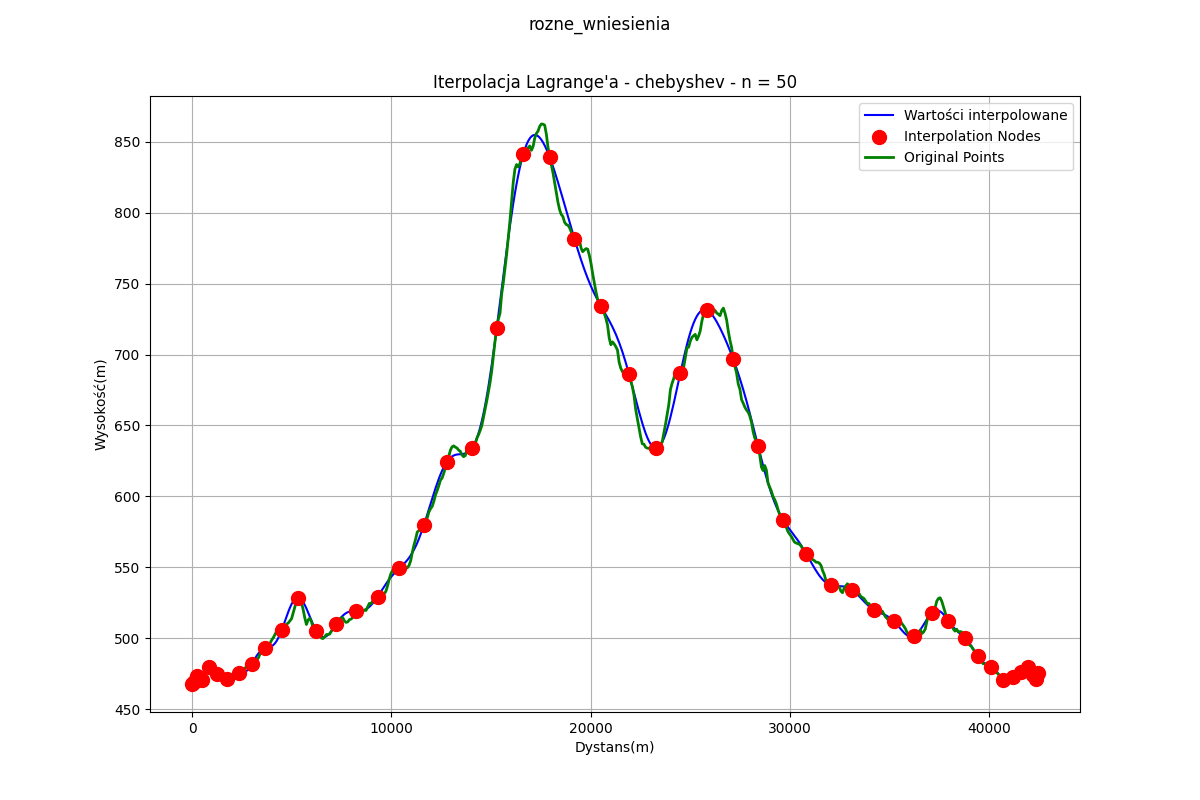 rozne_wniesienia
Iterpolacja Lagrange'a - chebyshev - n = 50
Wartości interpolowane
Interpolation Nodes
Original Points
Wysokość(m)
850
800
750
700
650
600
550
500
450
0 10000 20000 30000 40000
Dystans(m)